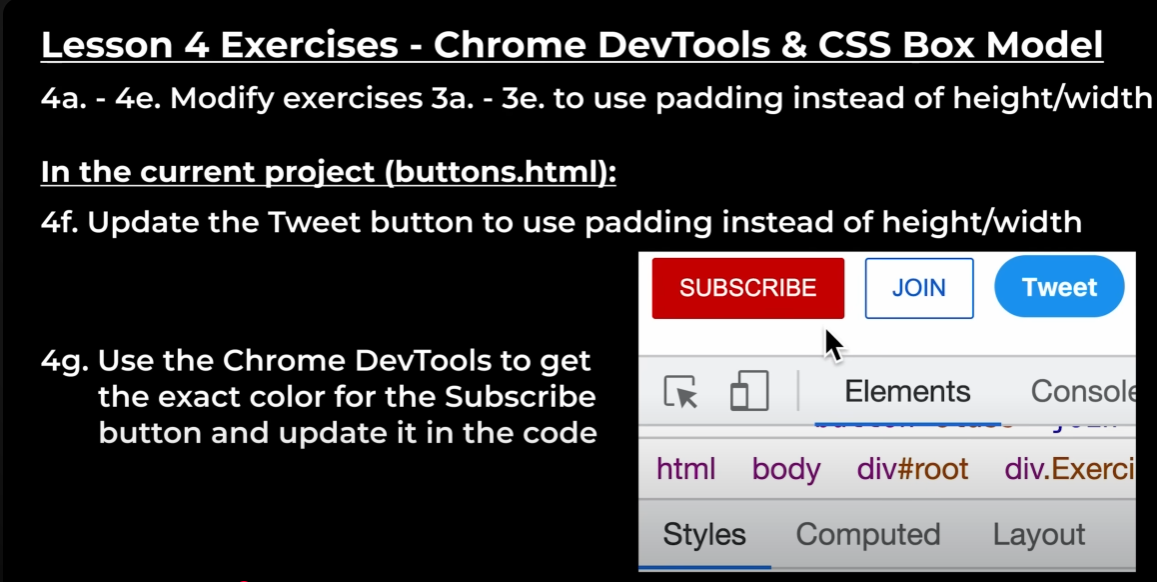 Lesson 4 Exercises - Chrome DevTools & CSS Box Model
4a. - 4e. Modify exercises 3a. - 3e. to use padding instead of height/width
In the current project (buttons.html):
4f. Update the Tweet button to use padding instead of height/width
SUBSCRIBE JOIN Tweet
4g. Use the Chrome DevTools to get
the exact color for the Subscribe
button and update it in the code
Elements Console
html body div#root div.Exerci
Styles Computed Layout